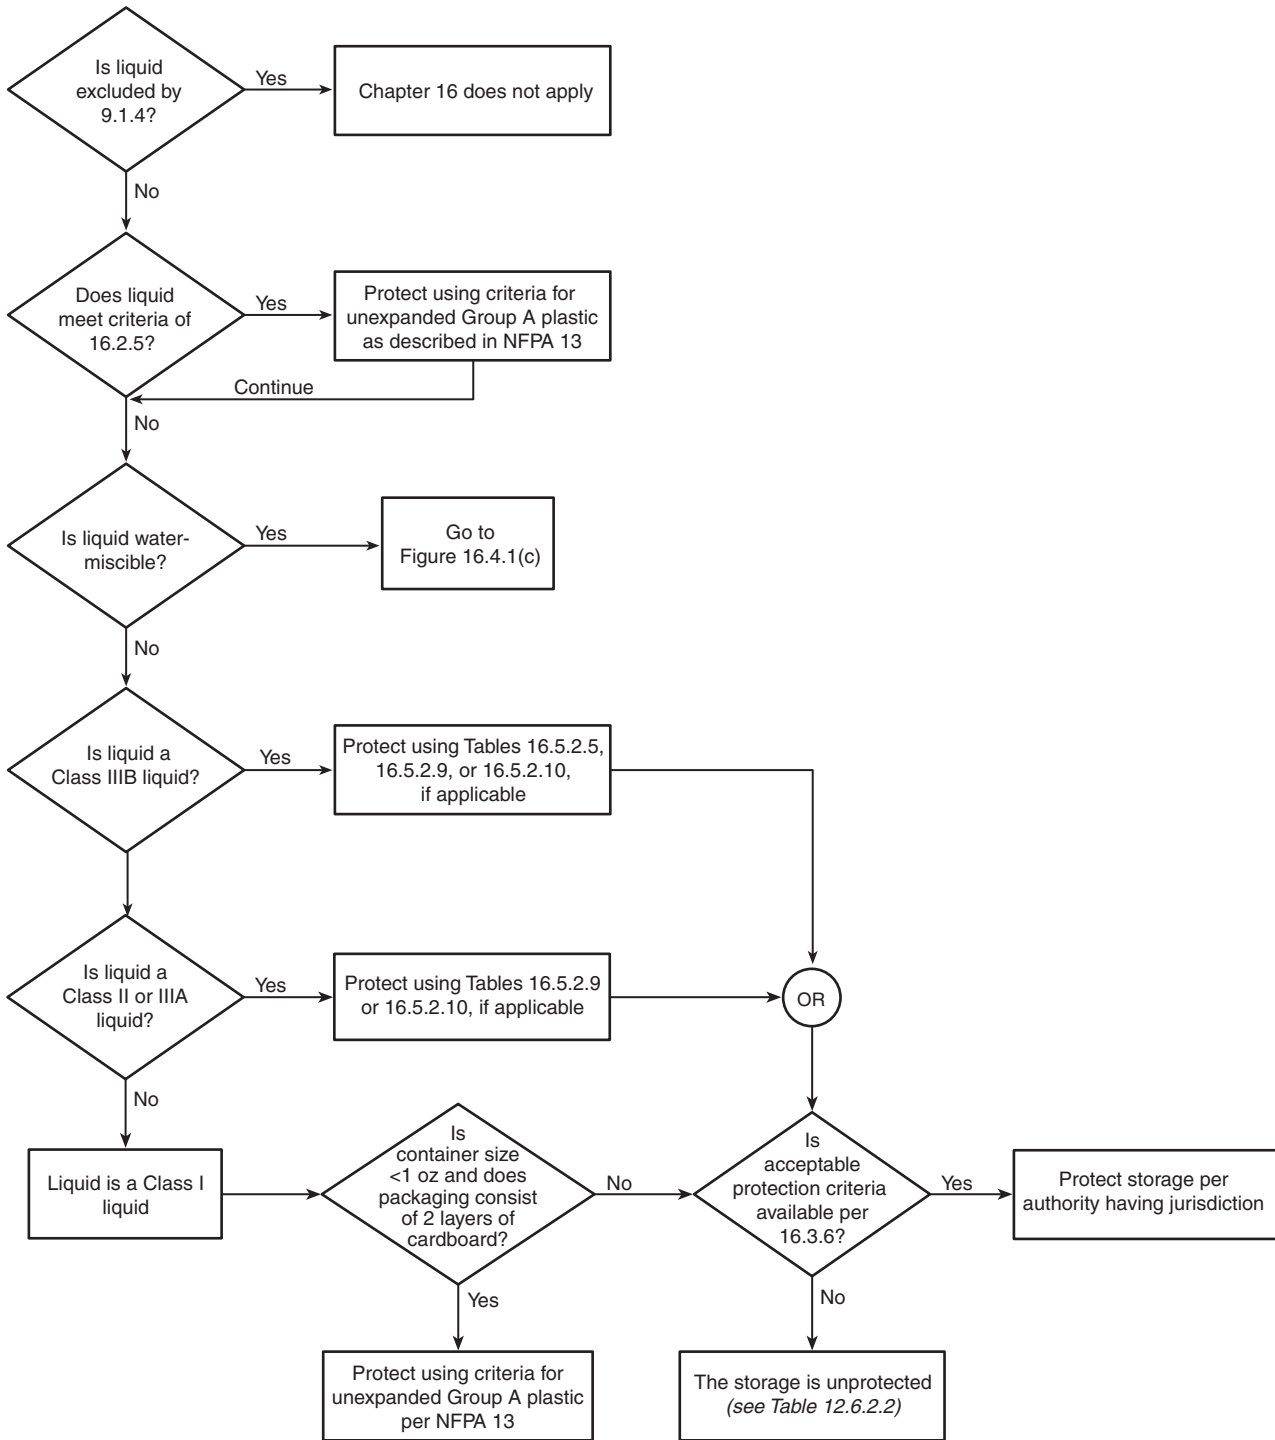 Is liquid
excluded by
9.1.4?
Yes
Chapter 16 does not apply
No
Does liquid
meet criteria of
16.2.5?
Yes
Protect using criteria for
unexpanded Group A plastic
as described in NFPA 13
Continue
No
Is liquid water-
miscible?
Yes
Go to
Figure 16.4.1(c)
No
Is liquid a
Class IIIB liquid?
Yes
Protect using Tables 16.5.2.5,
16.5.2.9, or 16.5.2.10,
if applicable
Is liquid a
Class II or IIIA
liquid?
Yes
Protect using Tables 16.5.2.9
or 16.5.2.10, if applicable
OR
No
Liquid is a Class I
liquid
Is
container size
<1 oz and does
packaging consist
of 2 layers of
cardboard?
No
Is
acceptable
protection criteria
available per
16.3.6?
Yes
Protect storage per
authority having jurisdiction
Yes
No
Protect using criteria for
unexpanded Group A plastic
per NFPA 13
The storage is unprotected
(see Table 12.6.2.2)